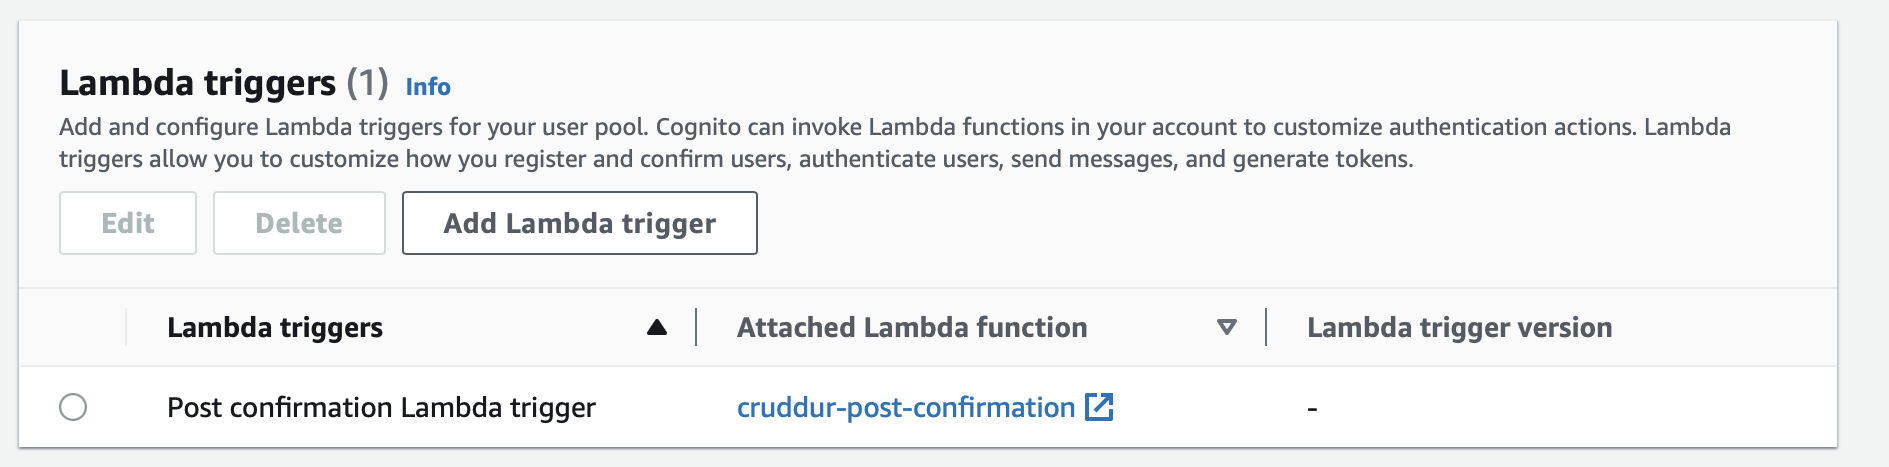 Lambda triggers (1) Info
Add and configure Lambda triggers for your user pool. Cognito can invoke Lambda functions in your account to customize authentication actions. Lambda
triggers allow you to customize how you register and confirm users, authenticate users, send messages, and generate tokens.
Edit Delete Add Lambda trigger
Lambda triggers Attached Lambda function Lambda trigger version
Post confirmation Lambda trigger cruddur-post-confirmation -